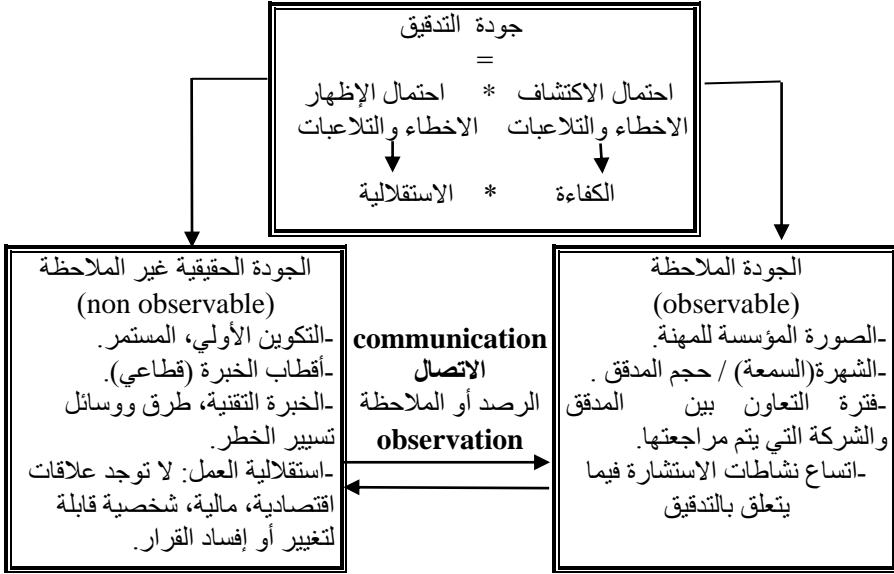 جودة التدقيق
=
احتمال الاكتشاف * احتمال الإظهار
الاخطاء والتلاعبات الاخطاء والتلاعبات
الكفاءة * الاستقلالية
الجودة الملاحظة
(observable)
-الصورة المؤسسة للمهنة.
-الشهرة(السمعة) / حجم المدقق .
-فترة التعاون بين المدقق
والشركة التي يتم مراجعتها.
-اتساع نشاطات الاستشارة فيما
يتعلق بالتدقيق
communication
الاتصال
الرصد أو الملاحظة
observation
الجودة الحقيقية غير الملاحظة
(non observable)
-التكوين الأولي، المستمر.
-أقطاب الخبرة (قطاعي).
-الخبرة التقنية، طرق ووسائل
تسيير الخطر.
-استقلالية العمل: لا توجد علاقات
اقتصادية، مالية، شخصية قابلة
لتغيير أو إفساد القرار.